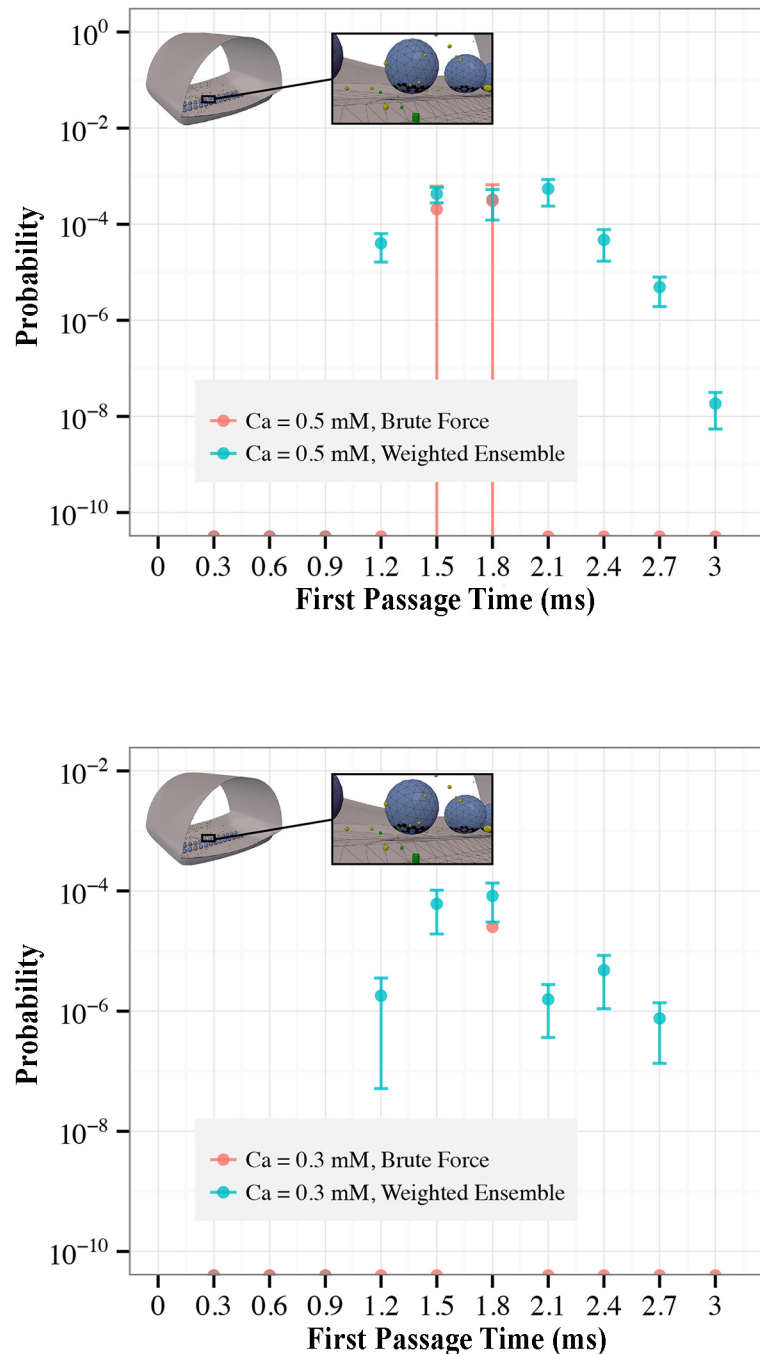 10⁰
10⁻²
10⁻⁴
10⁻⁶
10⁻⁸
10⁻¹⁰
Probability
Ca = 0.5 mM, Brute Force
Ca = 0.5 mM, Weighted Ensemble
0 0.3 0.6 0.9 1.2 1.5 1.8 2.1 2.4 2.7 3
First Passage Time (ms)
10⁻²
10⁻⁴
10⁻⁶
10⁻⁸
10⁻¹⁰
Probability
Ca = 0.3 mM, Brute Force
Ca = 0.3 mM, Weighted Ensemble
0 0.3 0.6 0.9 1.2 1.5 1.8 2.1 2.4 2.7 3
First Passage Time (ms)